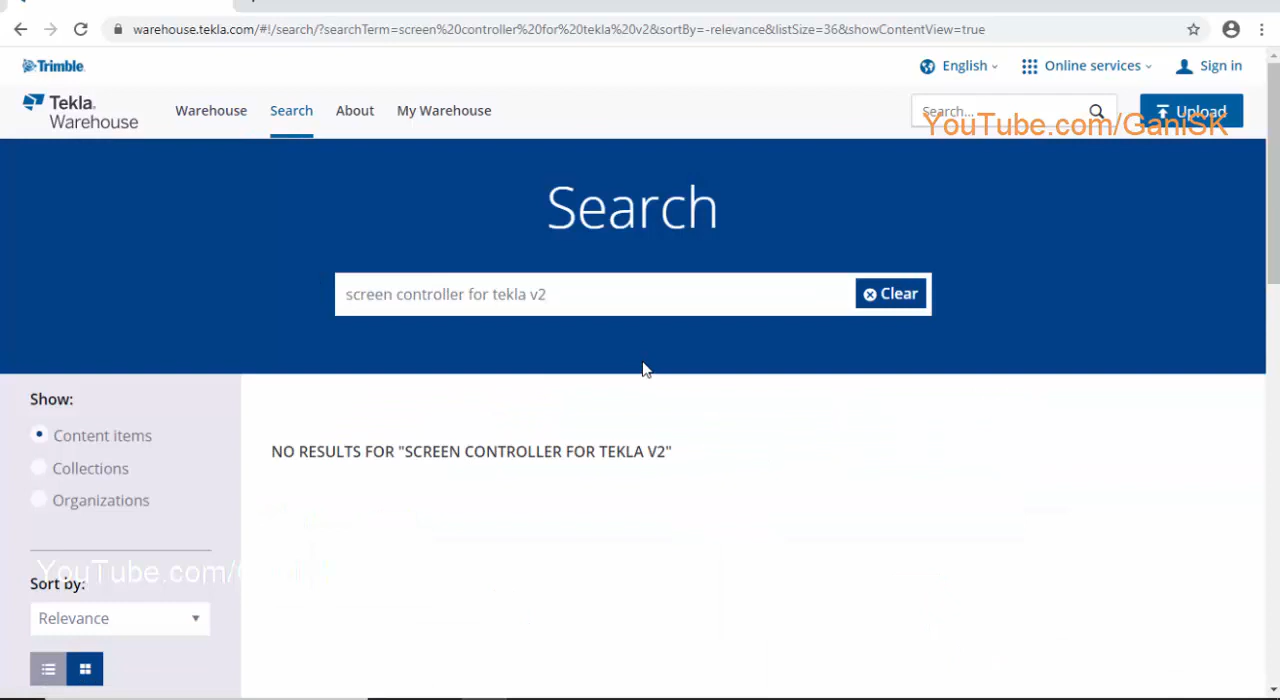 warehouse.tekla.com/#!/search/?searchTerm=screen%20controller%20for%20tekla%20v2&sortBy=-relevance&listSize=36&showContentView=true
Trimble.
English
Online services
Sign in
Tekla.
Warehouse
Warehouse
Search
About
My Warehouse
Search...
Upload
YouTube.com/GaniSK
Search
screen controller for tekla v2
Clear
Show:
Content items
Collections
Organizations
NO RESULTS FOR "SCREEN CONTROLLER FOR TEKLA V2"
YouTube.com/
Sort by:
Relevance